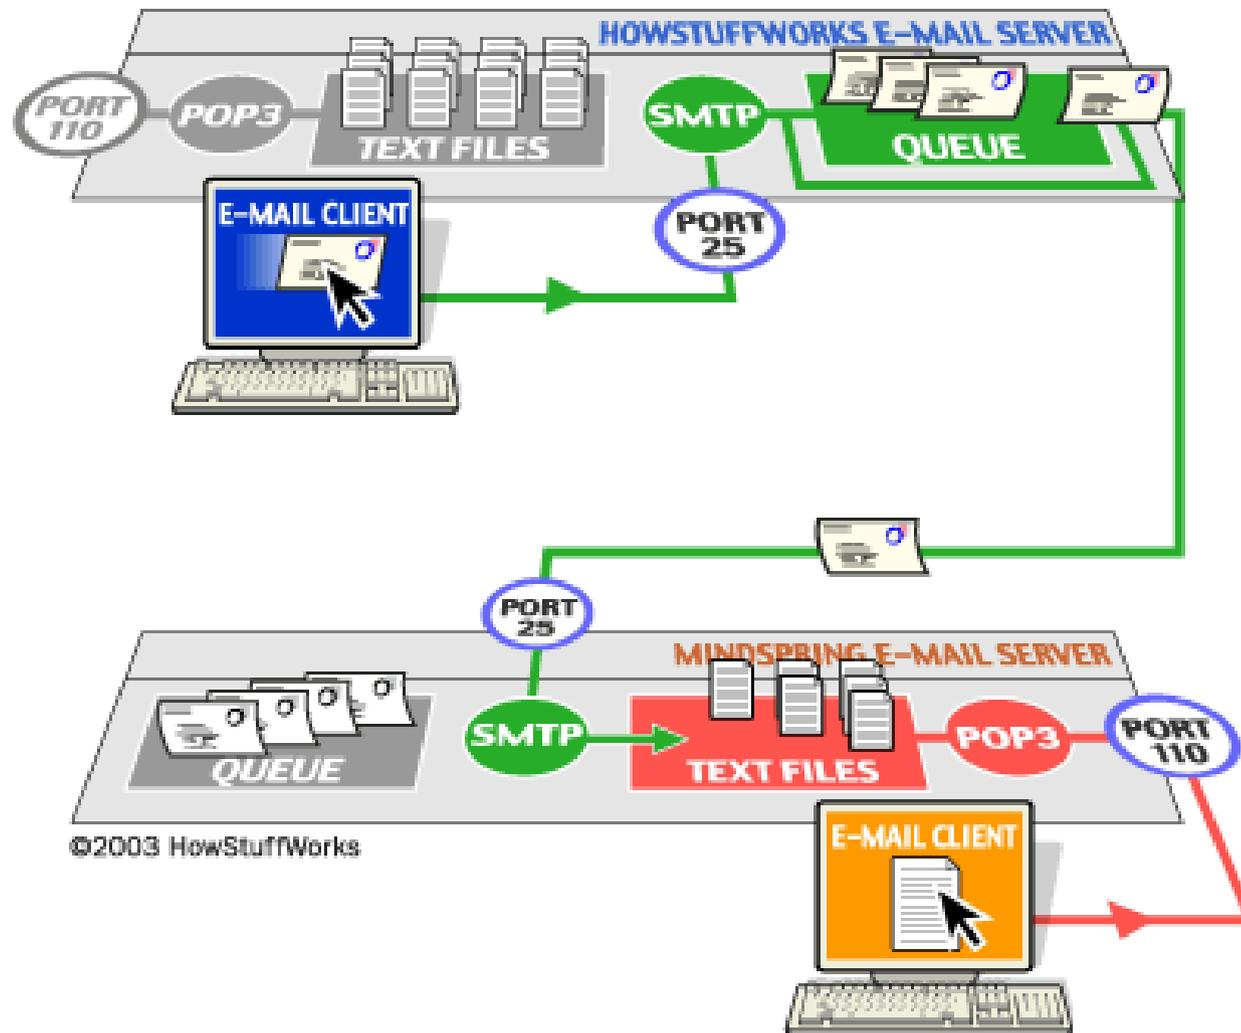 HOWSTUFFWORKS E-MAIL SERVER
PORT
110
POP3
TEXT FILES
SMTP
QUEUE
E-MAIL CLIENT
PORT
25
PORT
25
MINDSPRING E-MAIL SERVER
QUEUE
SMTP
TEXT FILES
POP3
PORT
110
©2003 HowStuffWorks
E-MAIL CLIENT